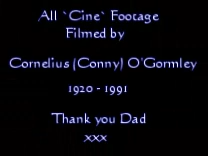 All `Cine` Footage
Filmed by
Cornelius (Conny) O'Gormley
1920 - 1991
Thank you Dad
xxx